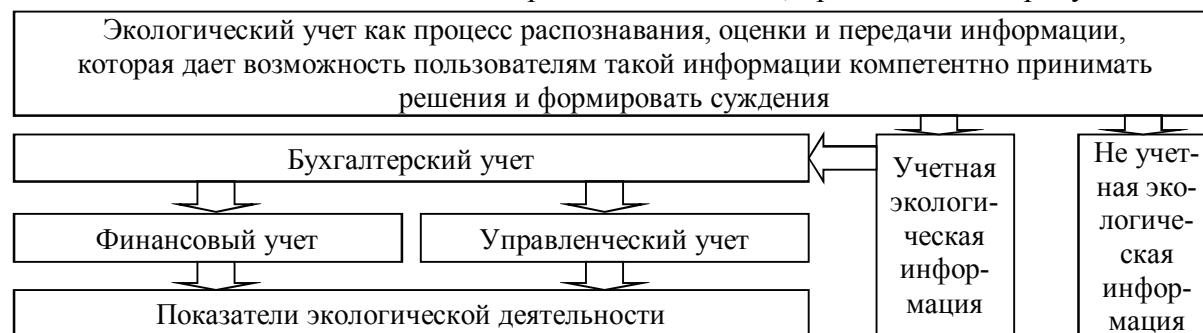 Экологический учет как процесс распознавания, оценки и передачи информации,
которая дает возможность пользователям такой информации компетентно принимать
решения и формировать суждения
Бухгалтерский учет
Финансовый учет
Управленческий учет
Показатели экологической деятельности
Учетная
экологи-
ческая
инфор-
мация
Не учет-
ная эко-
логиче-
ская
инфор-
мация